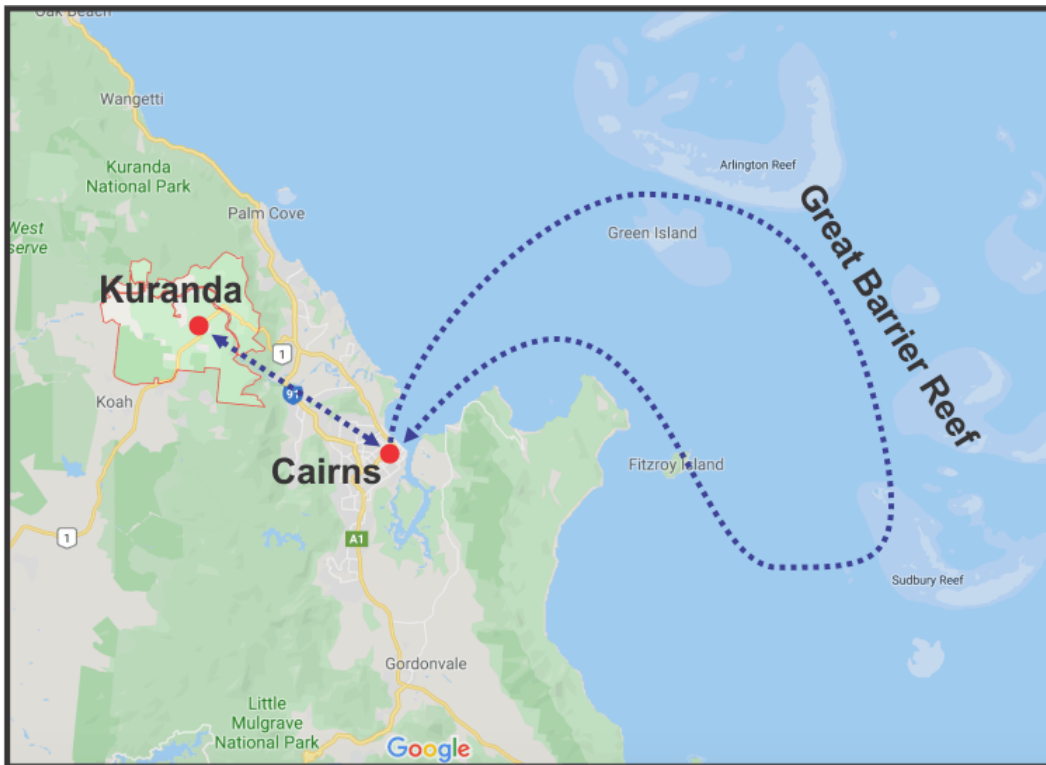 Oak Beach
Wangetti
Kuranda
National Park
Arlington Reef
West
serve
Palm Cove
Green Island
Great Barrier Reef
Kuranda
1
91
Koah
Cairns
Fitzroy Island
1
A1
Sudbury Reef
Gordonvale
Little
Mulgrave
National Park
Google